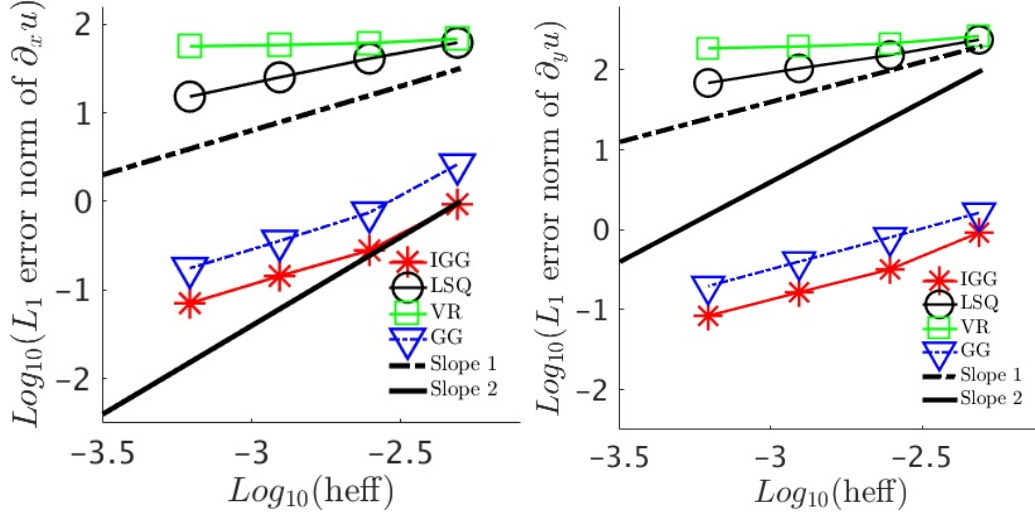 Log₁₀(L₁ error norm of ∂ₓu)
2
1
0
−1
−2
−3.5
−3
−2.5
Log₁₀(heff)
IGG
LSQ
VR
GG
Slope 1
Slope 2
Log₁₀(L₁ error norm of ∂ᵧu)
2
1
0
−1
−2
−3.5
−3
−2.5
Log₁₀(heff)
IGG
LSQ
VR
GG
Slope 1
Slope 2